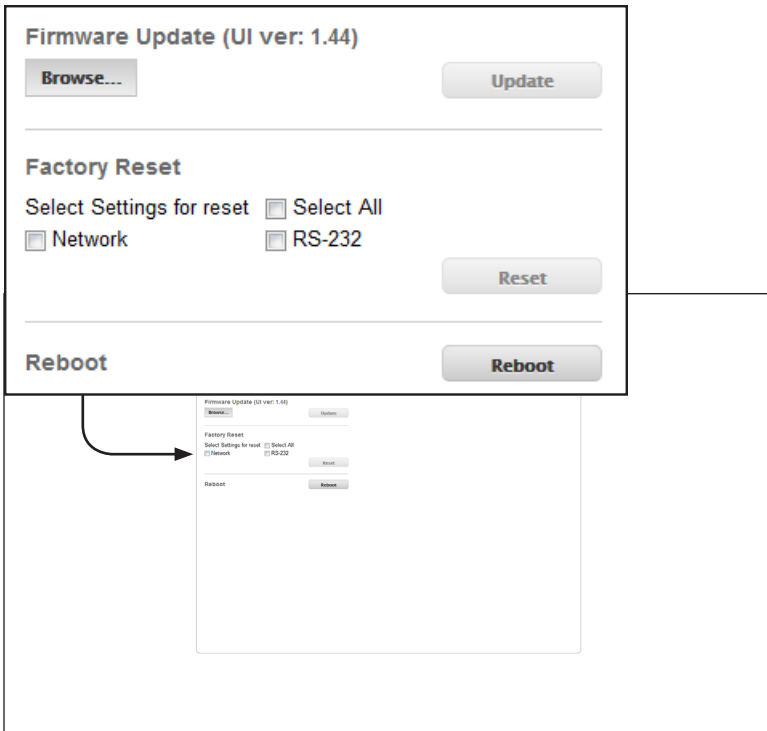 Firmware Update (UI ver: 1.44)
Browse... Update
Factory Reset
Select Settings for reset Select All
Network RS-232
Reset
Reboot Reboot
Firmware Update (UI ver: 1.44)
Browse... Update
Factory Reset
Select Settings for reset Select All
Network RS-232
Reset
Reboot Reboot